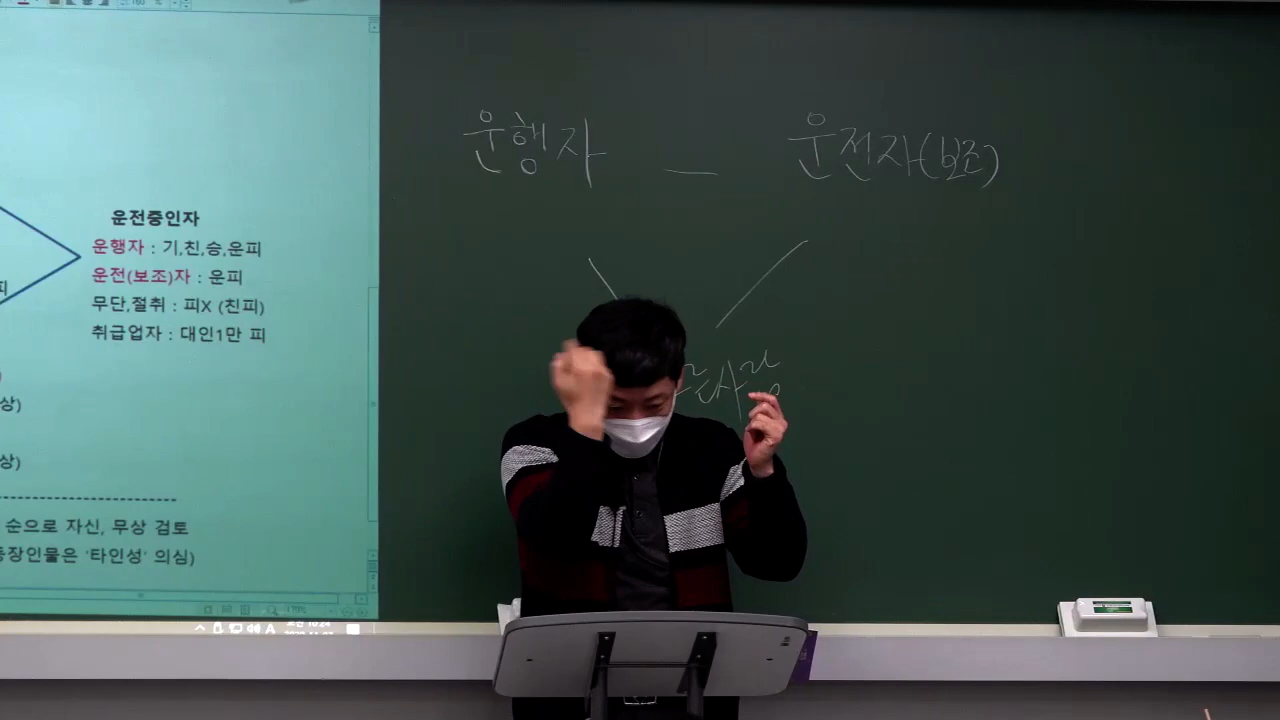 운전중인자
운행자 : 기,친,승,운피
운전(보조)자 : 운피
피
무단,절취 : 피X (친피)
취급업자 : 대인1만 피
)
상)
상)
순으로 자신, 무상 검토
등장인물은 '타인성' 의심)
운행자 — 운전자(보조)